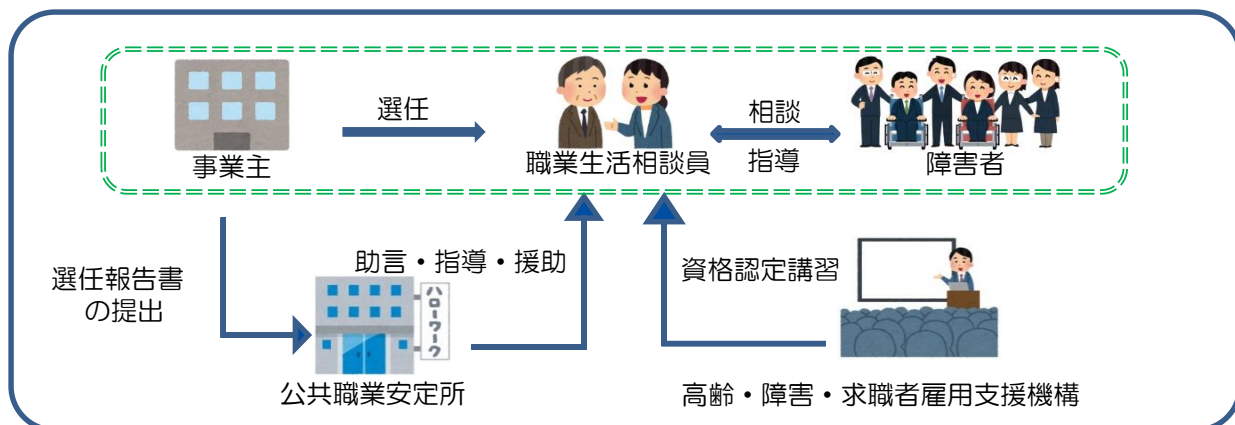 選任
相談
指導
事業主
職業生活相談員
障害者
選任報告書
の提出
助言・指導・援助
資格認定講習
ハローワーク
公共職業安定所
高齢・障害・求職者雇用支援機構